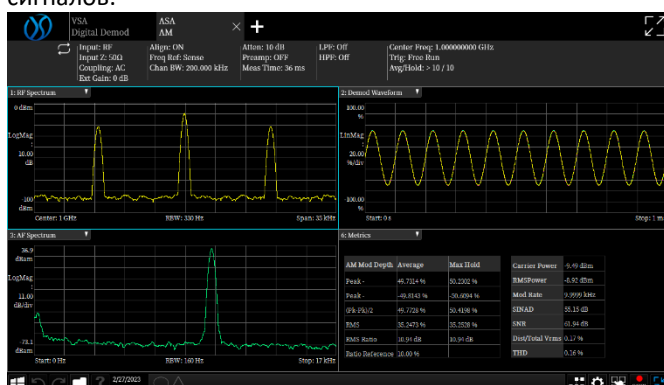 сигналов.
VSA
Digital Demod
ASA
AM
Input: RF
Input Z: 50Ω
Coupling: AC
Ext Gain: 0 dB
Align: ON
Freq Ref: Sense
Chan BW: 200.000 kHz
Atten: 10 dB
Preamp: OFF
Meas Time: 36 ms
LPF: Off
HPF: Off
Center Freq: 1.000000000 GHz
Trig: Free Run
Avg/Hold: > 10 / 10
1: RF Spectrum
0 dBm
LogMag
10.00
dB
-100
dBm
Center: 1 GHz
RBW: 330 Hz
Span: 33 kHz
2: Demod Waveform
100.00
%
LinMag
20.00
%/div
-100.00
%
Start: 0 s
Stop: 1 m
3: AF Spectrum
36.9
dBam
LogMag
11.00
dB/div
-73.1
dBam
Start: 0 Hz
RBW: 160 Hz
Stop: 17 kHz
6: Metrics
AM Mod Depth Average Max Hold
Peak - 49.7314 % 50.2302 %
Peak - -49.8143 % -50.6094 %
(Pk-Pk)/2 49.7728 % 50.4198 %
RMS 35.2473 % 35.2528 %
RMS Ratio 10.94 dB 10.94 dB
Ratio Reference 10.00 %
Carrier Power -9.49 dBm
RMSPower -8.92 dBm
Mod Rate 9.9999 kHz
SINAD 55.15 dB
SNR 61.94 dB
Dist/Total Vrms 0.17 %
THD 0.16 %
2/27/2023